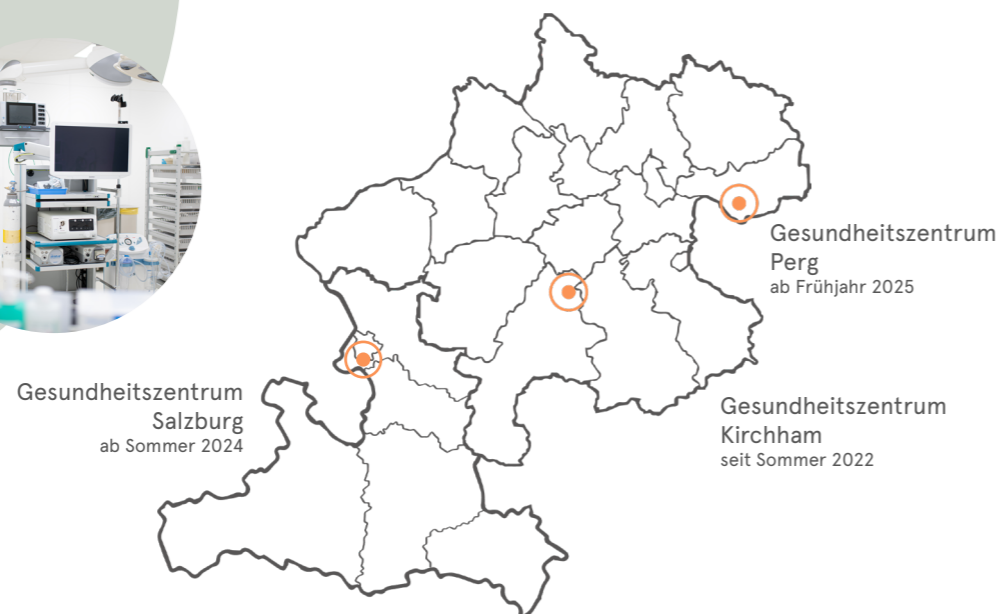 Gesundheitszentrum
Perg
ab Frühjahr 2025
Gesundheitszentrum
Salzburg
ab Sommer 2024
Gesundheitszentrum
Kirchham
seit Sommer 2022